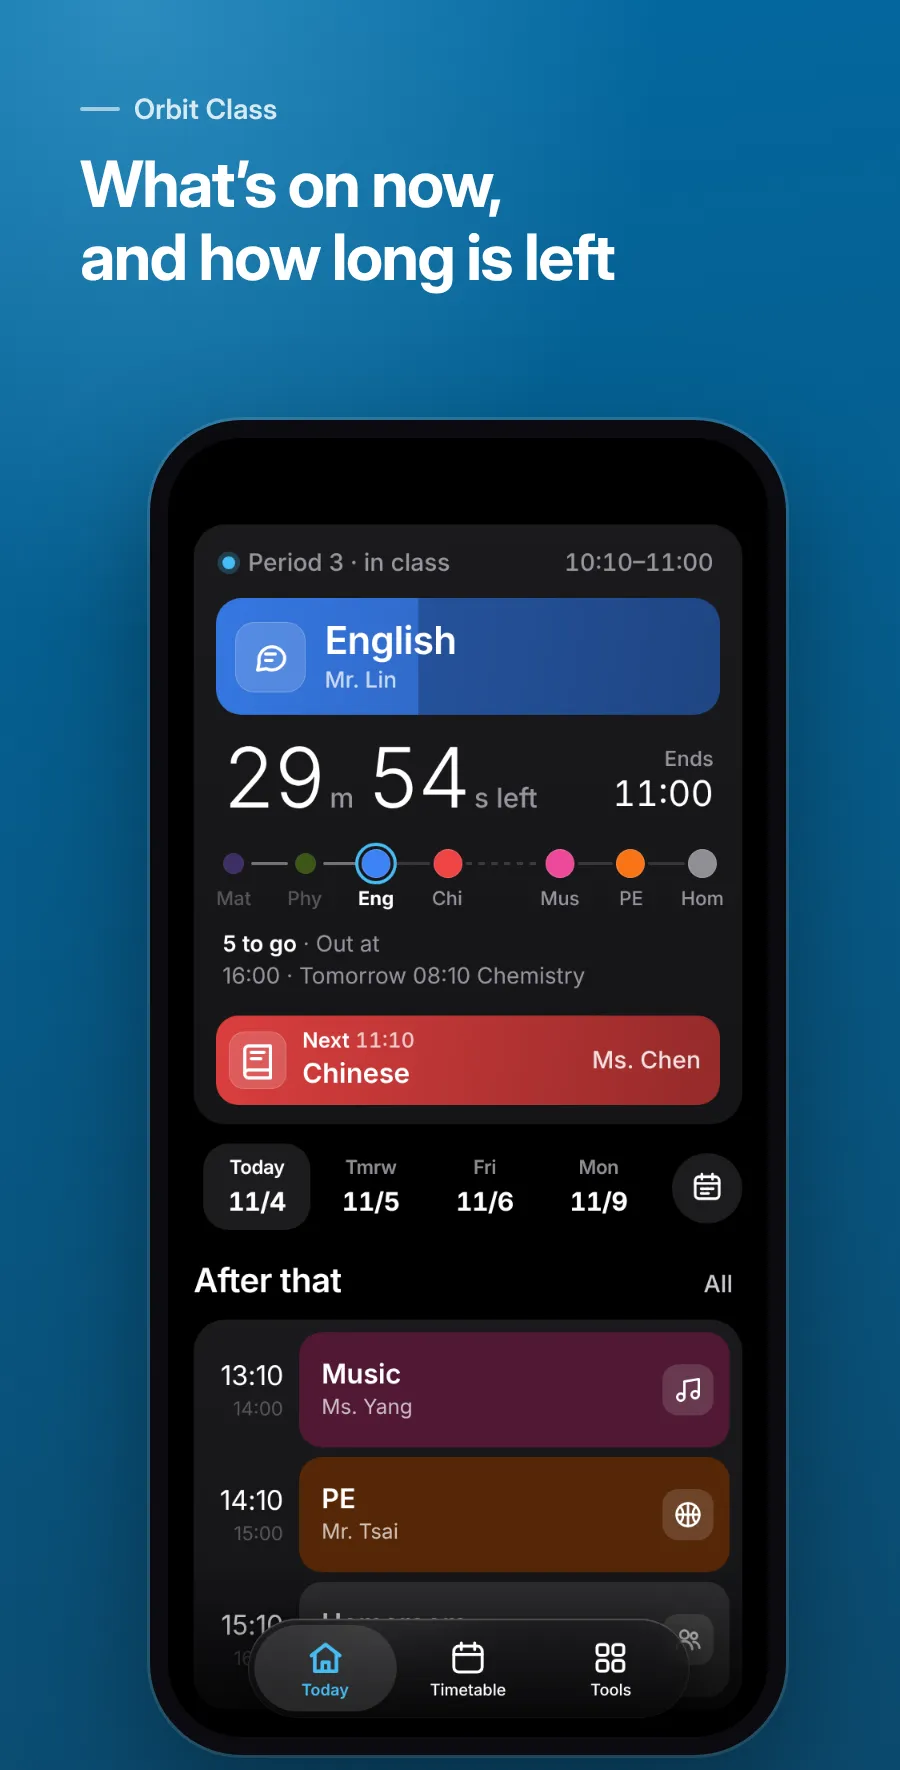 Orbit Class
What's on now,
and how long is left
Period 3 · in class 10:10–11:00
English
Mr. Lin
29 m 54 s left
Ends
11:00
Mat Phy Eng Chi Mus PE Hom
5 to go · Out at
16:00 · Tomorrow 08:10 Chemistry
Next 11:10
Chinese
Ms. Chen
Today Tmrw Fri Mon
11/4 11/5 11/6 11/9
After that All
13:10
14:00
Music
Ms. Yang
14:10
15:00
PE
Mr. Tsai
15:10
Today Timetable Tools